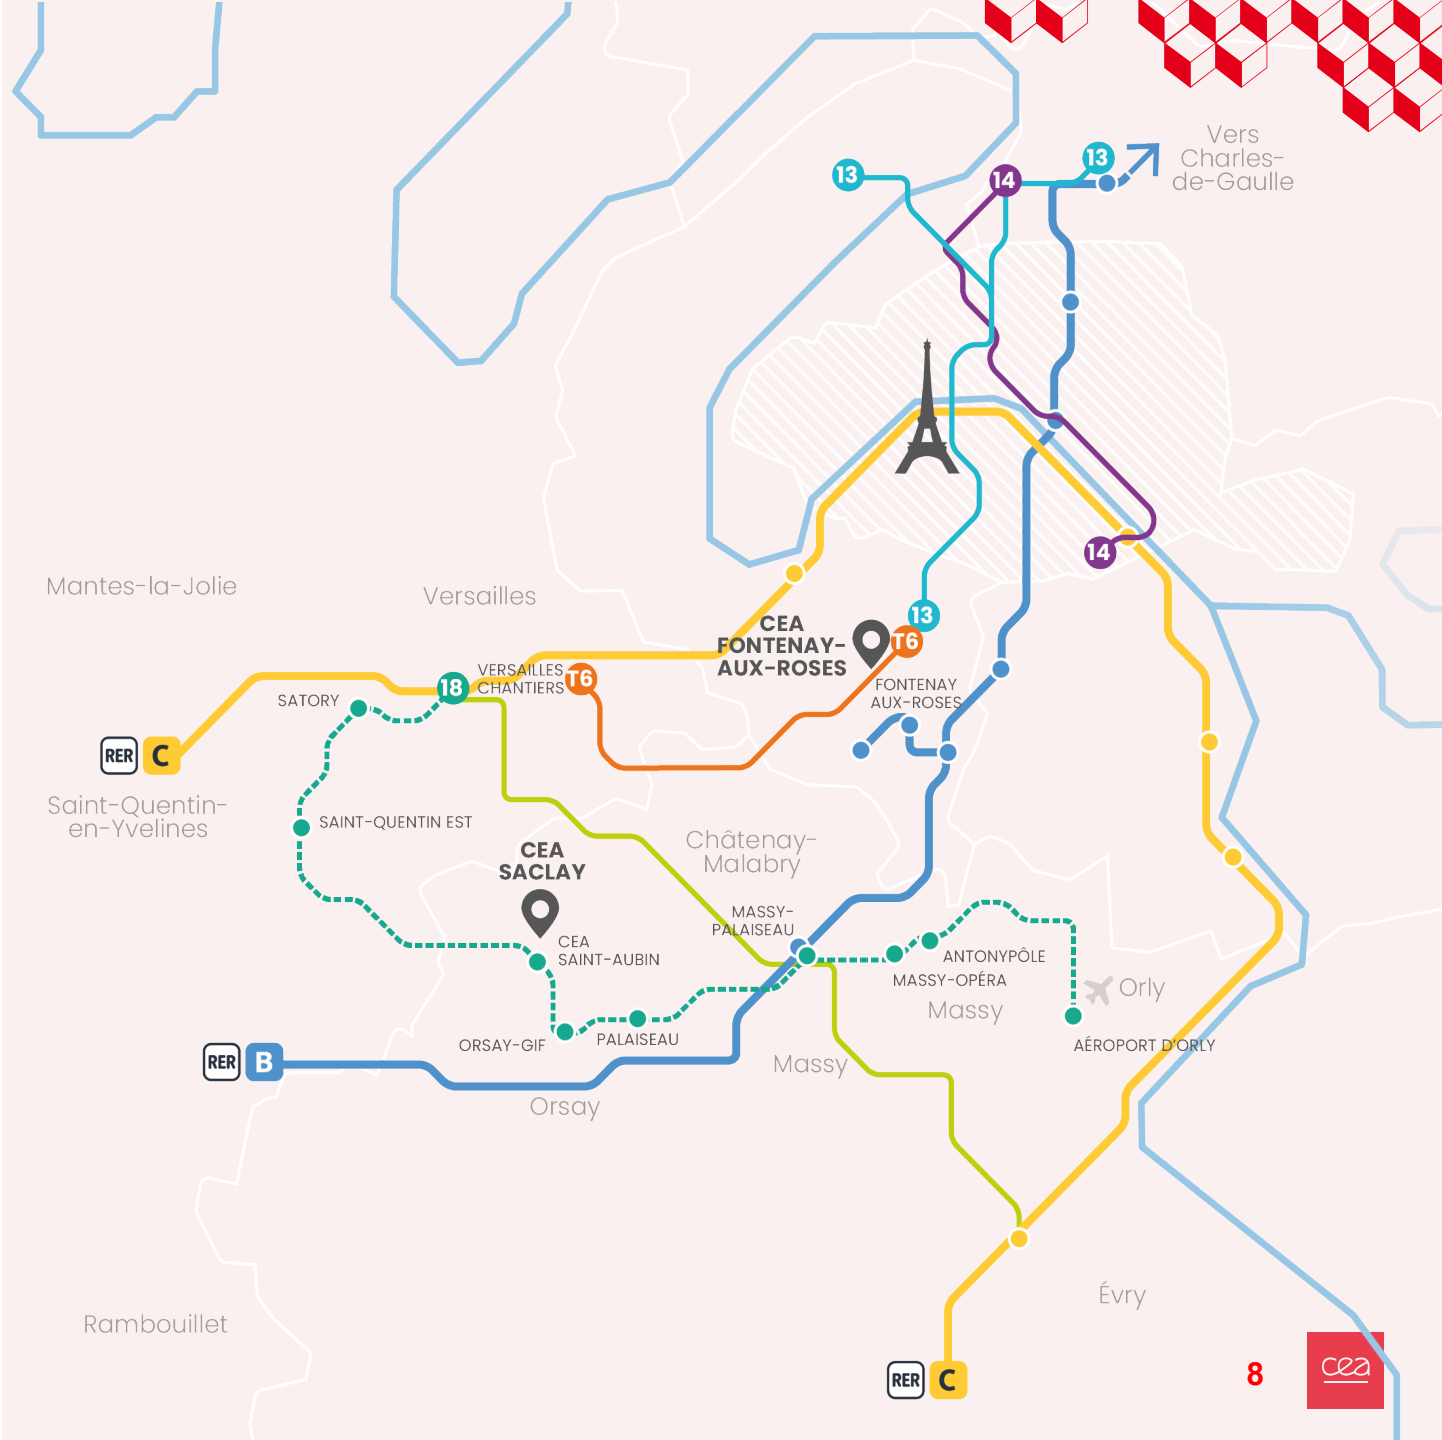 Vers
Charles-
de-Gaulle
13
14
13
14
Mantes-la-Jolie
Versailles
13
CEA
FONTENAY-
AUX-ROSES
T6
VERSAILLES
CHANTIERS
T6
18
SATORY
FONTENAY
AUX-ROSES
RER C
Saint-Quentin-
en-Yvelines
SAINT-QUENTIN EST
CEA
SACLAY
Châtenay-
Malabry
MASSY-
PALAISEAU
CEA
SAINT-AUBIN
ANTONYPÔLE
MASSY-OPÉRA
Orly
Massy
ORSAY-GIF
PALAISEAU
AÉROPORT D'ORLY
RER B
Massy
Orsay
Évry
Rambouillet
RER C
8
cea